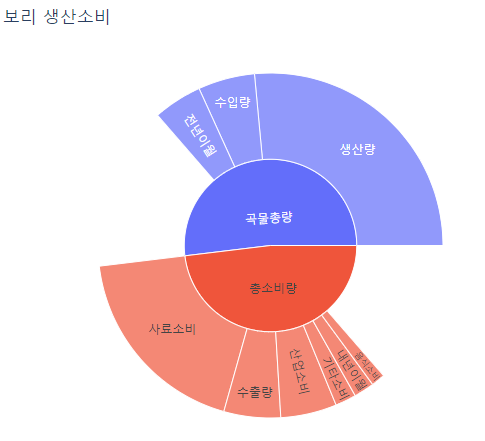 보리 생산소비
수입량
전년이월
생산량
곡물총량
총소비량
사료소비
수출량
산업소비
기타소비
내년이월